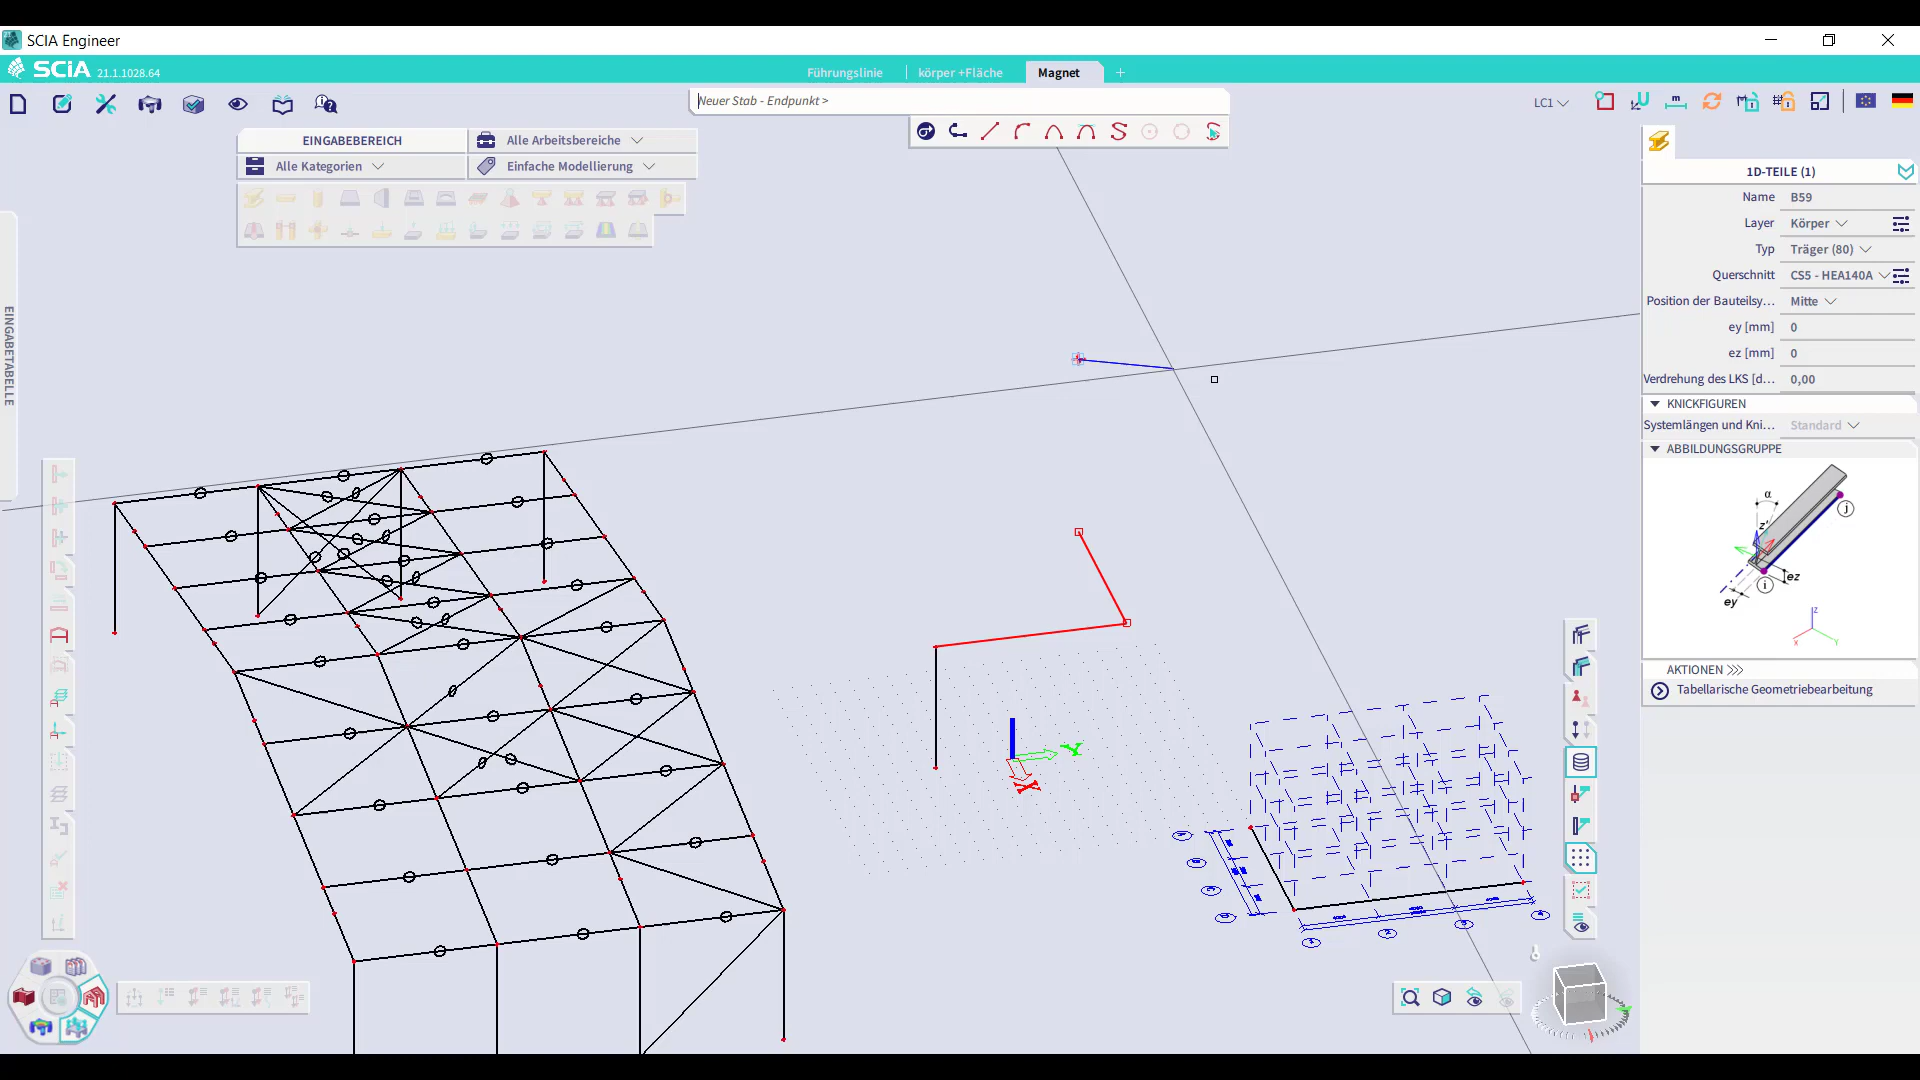 SCIA Engineer
SCIA 21.1.1028.64
Führungslinie
körper +Fläche
Magnet
Neuer Stab - Endpunkt >
LC1
EINGABEBEREICH
Alle Arbeitsbereiche
Alle Kategorien
Einfache Modellierung
EINGABETABELLE
1D-TEILE (1)
Name B59
Layer Körper
Typ Träger (80)
Querschnitt CS5 - HEA140A
Position der Bauteilsy... Mitte
ey [mm] 0
ez [mm] 0
Verdrehung des LKS [d... 0,00
KNICKFIGUREN
Systemlängen und Kni... Standard
ABBILDUNGSGRUPPE
α
z'
j
ez
i
ey
z
x
y
AKTIONEN >>>
Tabellarische Geometriebearbeitung
Y
X